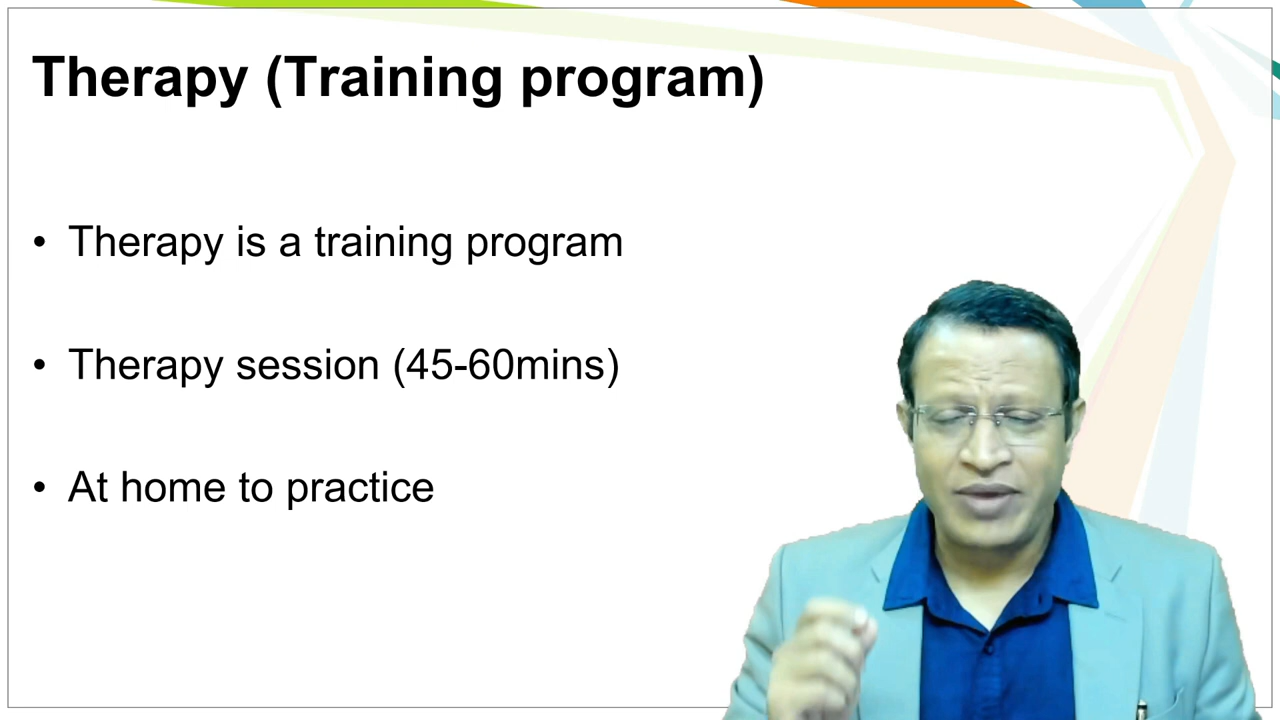 Therapy (Training program)
• Therapy is a training program
• Therapy session (45-60mins)
• At home to practice